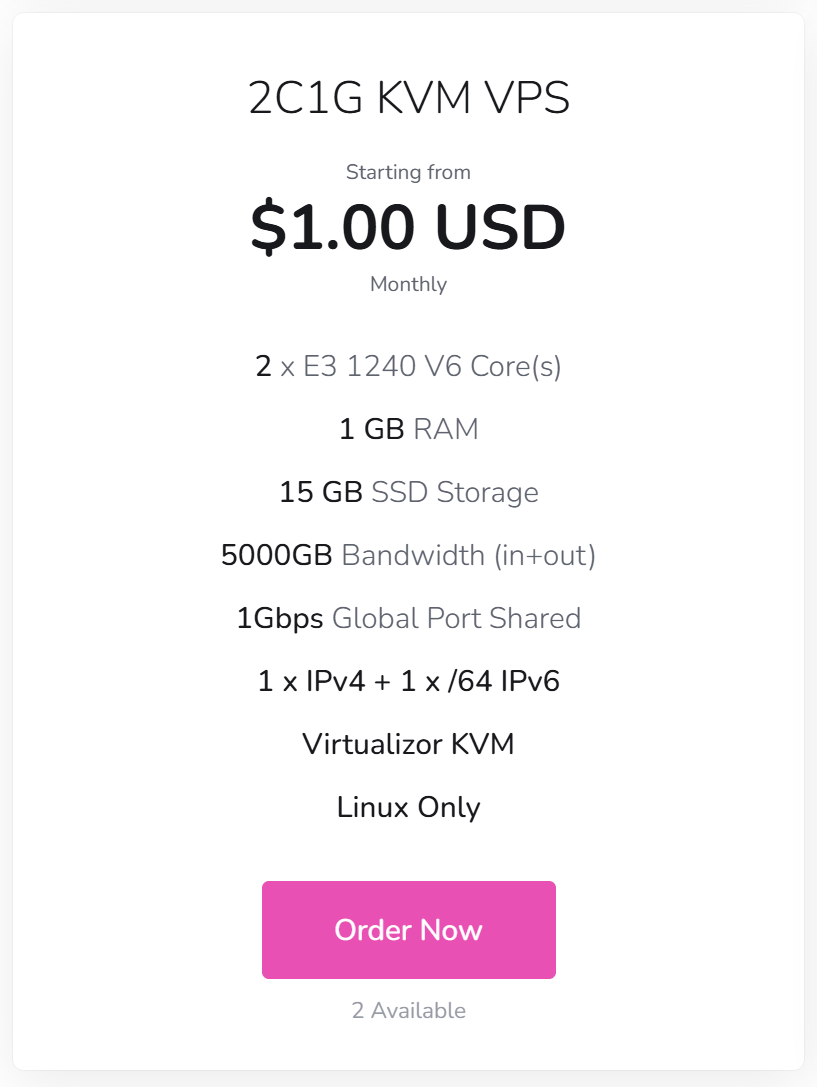 2C1G KVM VPS
Starting from
$1.00 USD
Monthly
2 x E3 1240 V6 Core(s)
1 GB RAM
15 GB SSD Storage
5000GB Bandwidth (in+out)
1Gbps Global Port Shared
1 x IPv4 + 1 x /64 IPv6
Virtualizor KVM
Linux Only
Order Now
2 Available